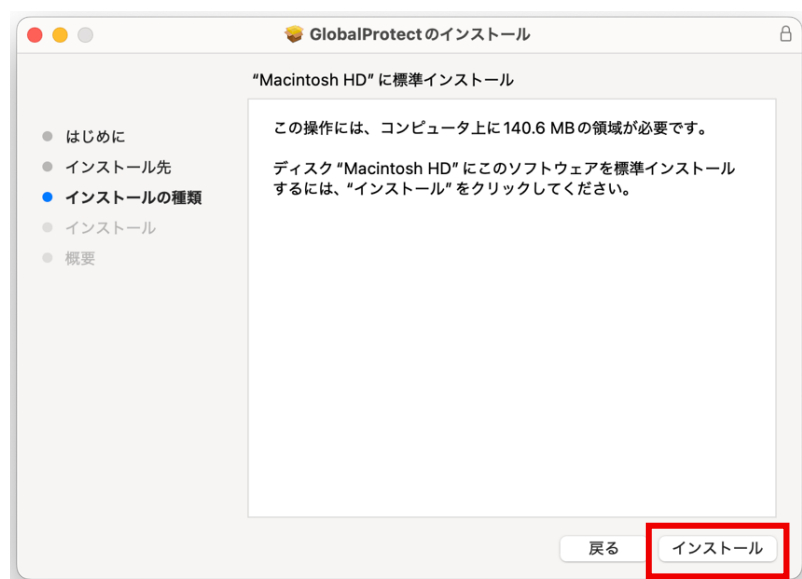 GlobalProtectのインストール
“Macintosh HD” に標準インストール
はじめに
インストール先
インストールの種類
インストール
概要
この操作には、コンピュータ上に140.6 MBの領域が必要です。
ディスク “Macintosh HD” にこのソフトウェアを標準インストール
するには、“インストール” をクリックしてください。
戻る
インストール